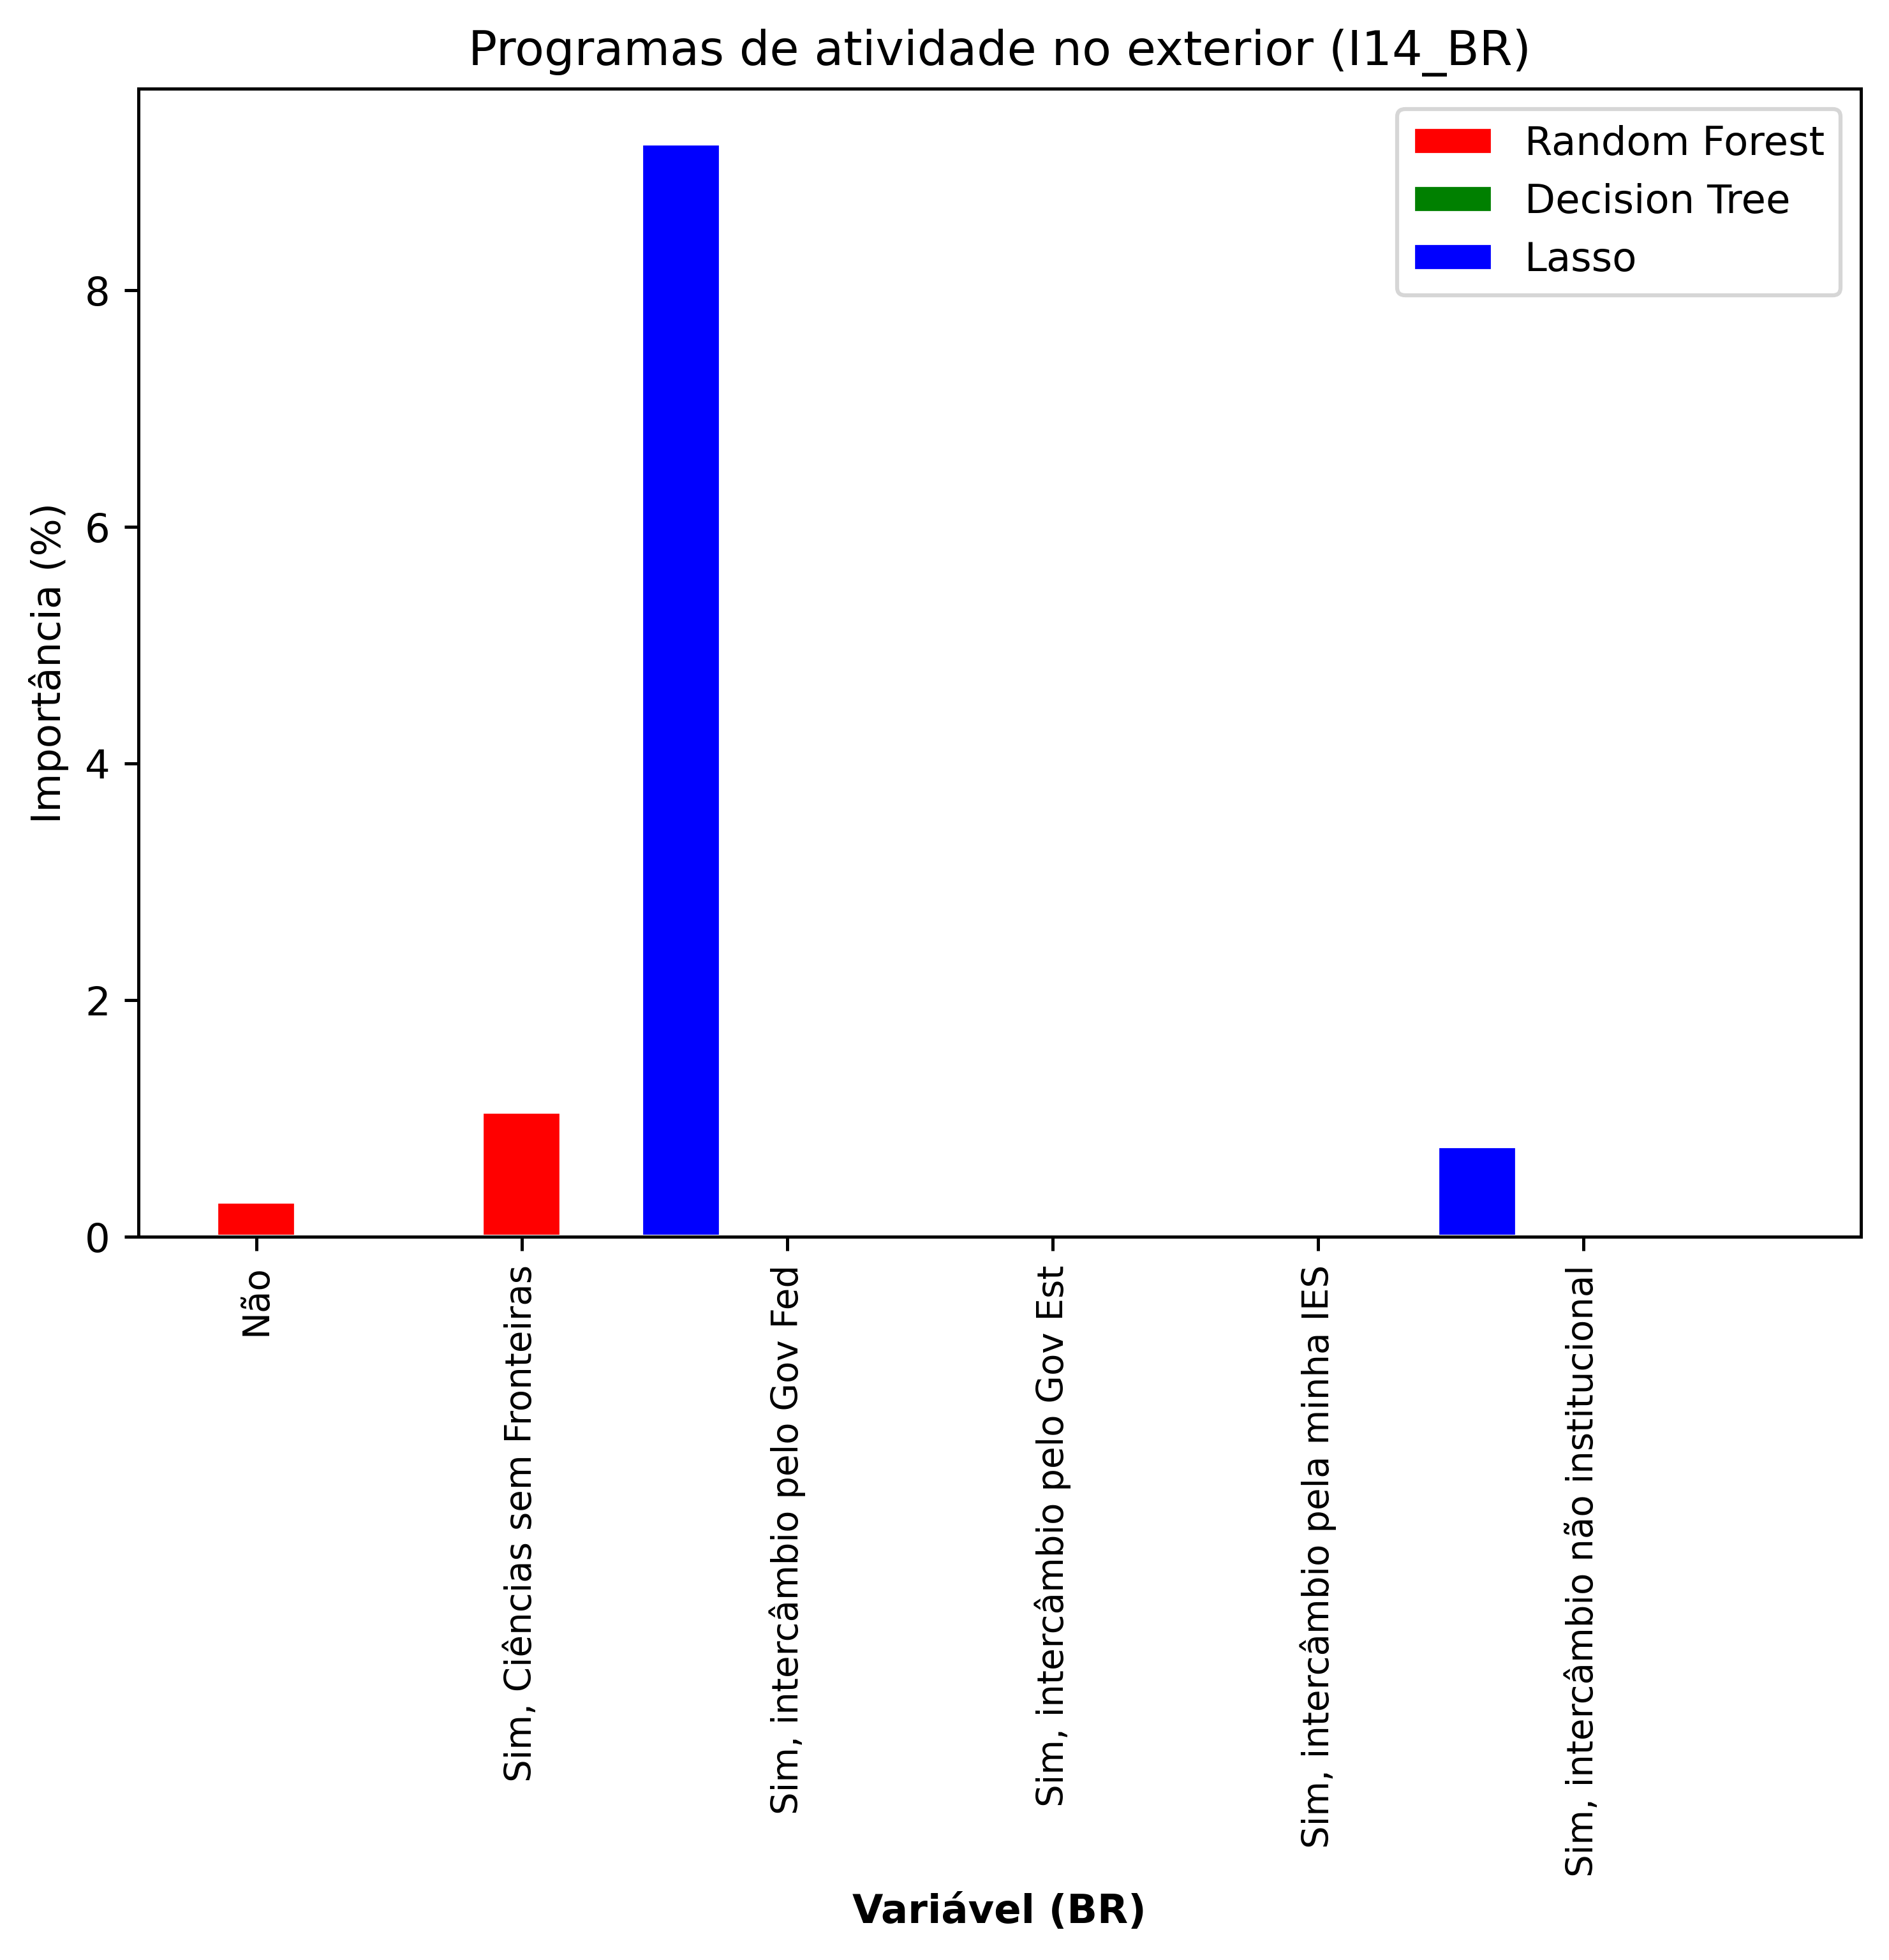 Programas de atividade no exterior (I14_BR)
Random Forest
Decision Tree
Lasso
Importância (%)
8
6
4
2
0
Não
Sim, Ciências sem Fronteiras
Sim, intercâmbio pelo Gov Fed
Sim, intercâmbio pelo Gov Est
Sim, intercâmbio pela minha IES
Sim, intercâmbio não institucional
Variável (BR)